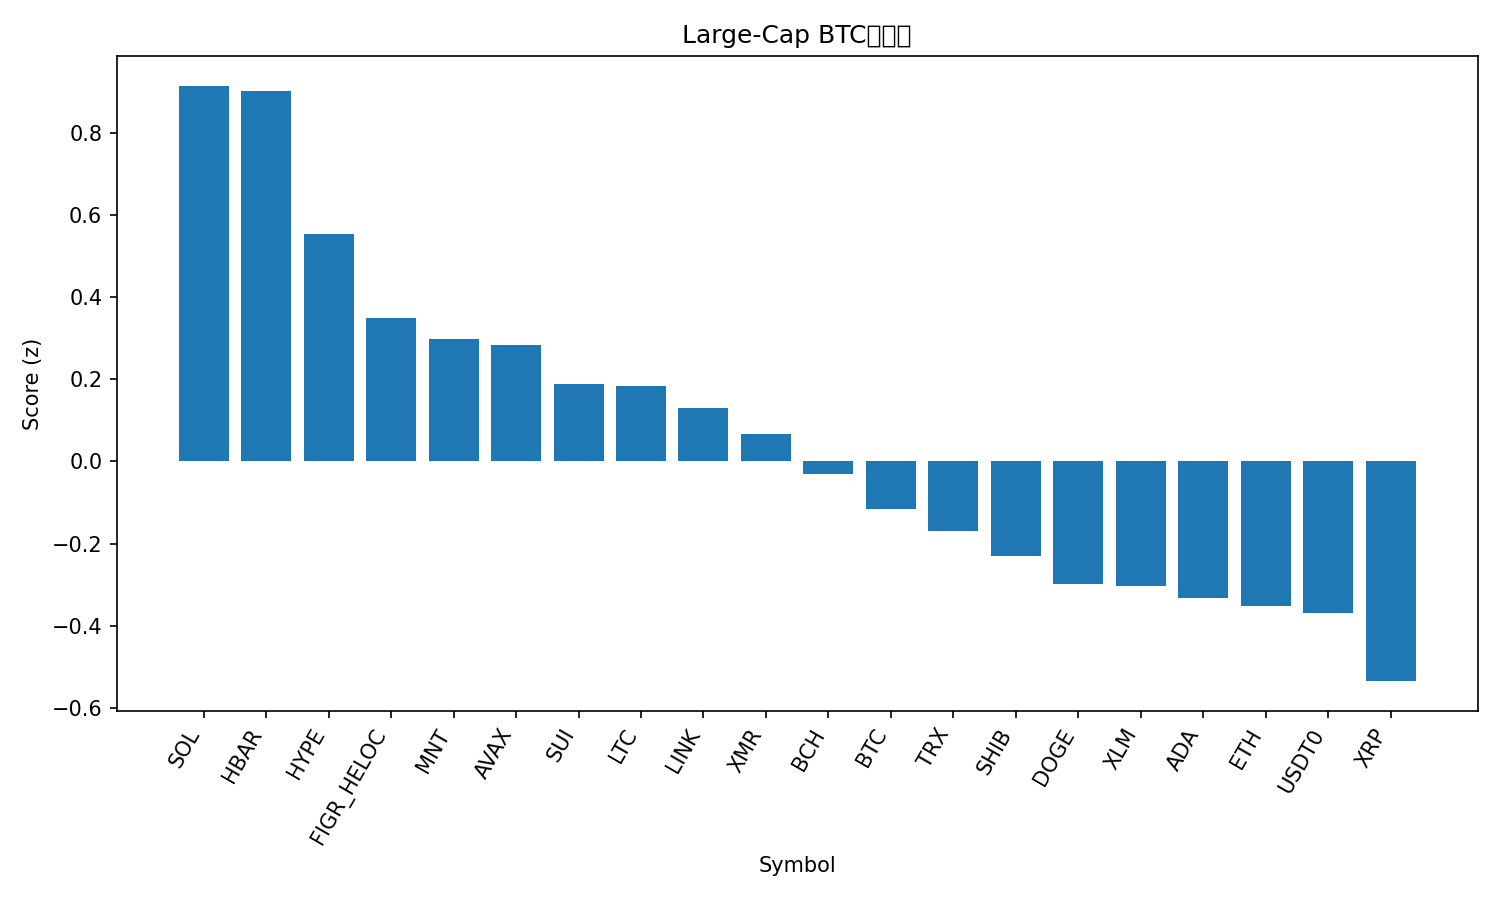 Large-Cap BTC
0.8
0.6
0.4
0.2
0.0
−0.2
−0.4
−0.6
Score (z)
SOL
HBAR
HYPE
FIGR_HELOC
MNT
AVAX
SUI
LTC
LINK
XMR
BCH
BTC
TRX
SHIB
DOGE
XLM
ADA
ETH
USDT0
XRP
Symbol